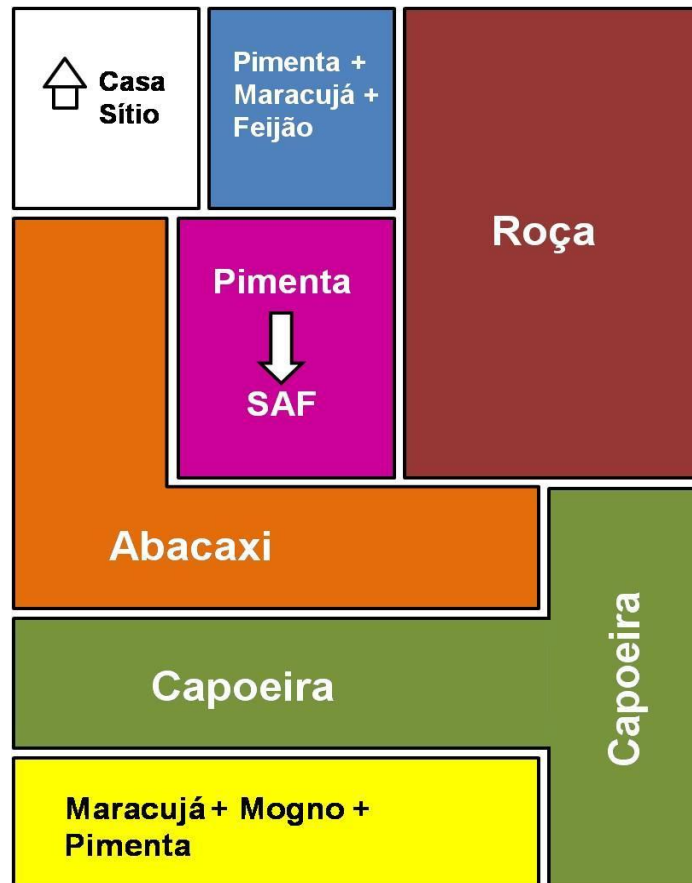 Casa
Sítio
Pimenta +
Maracujá +
Feijão
Roça
Pimenta
SAF
Abacaxi
Capoeira
Capoeira
Maracujá + Mogno +
Pimenta